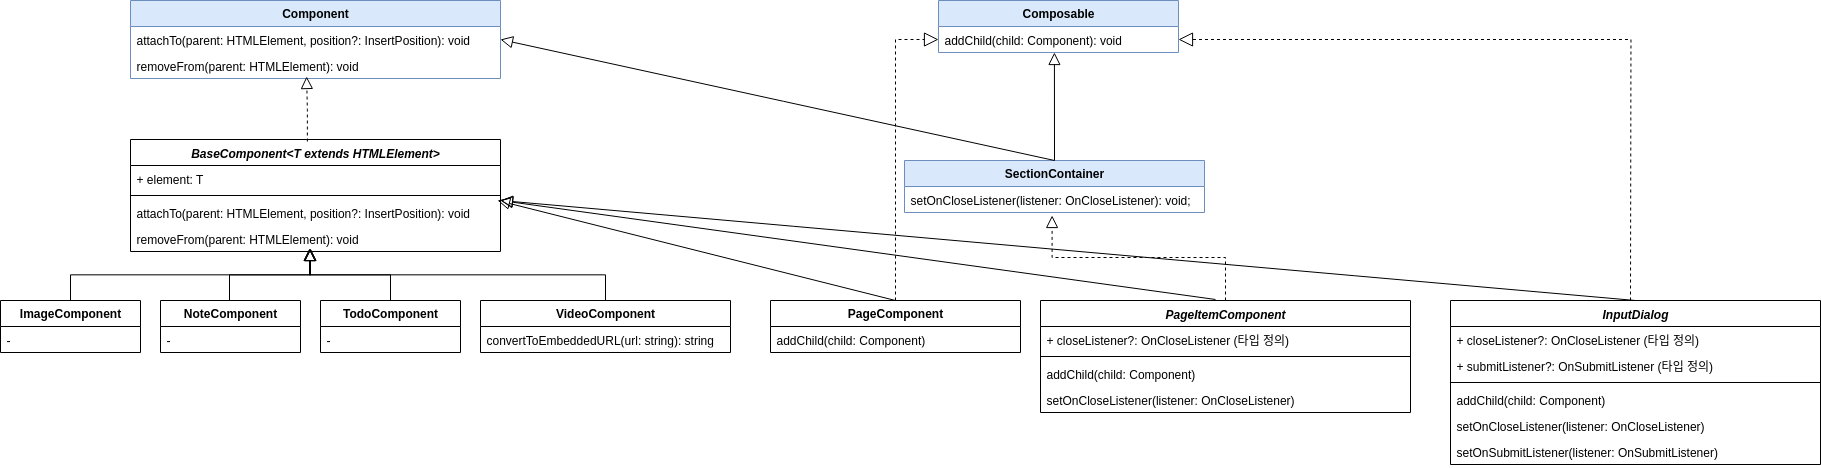 Component
attachTo(parent: HTMLElement, position?: InsertPosition): void
removeFrom(parent: HTMLElement): void
Composable
addChild(child: Component): void
BaseComponent<T extends HTMLElement>
+ element: T
attachTo(parent: HTMLElement, position?: InsertPosition): void
removeFrom(parent: HTMLElement): void
SectionContainer
setOnCloseListener(listener: OnCloseListener): void;
ImageComponent
-
NoteComponent
-
TodoComponent
-
VideoComponent
convertToEmbeddedURL(url: string): string
PageComponent
addChild(child: Component)
PageItemComponent
+ closeListener?: OnCloseListener (타입 정의)
addChild(child: Component)
setOnCloseListener(listener: OnCloseListener)
InputDialog
+ closeListener?: OnCloseListener (타입 정의)
+ submitListener?: OnSubmitListener (타입 정의)
addChild(child: Component)
setOnCloseListener(listener: OnCloseListener)
setOnSubmitListener(listener: OnSubmitListener)